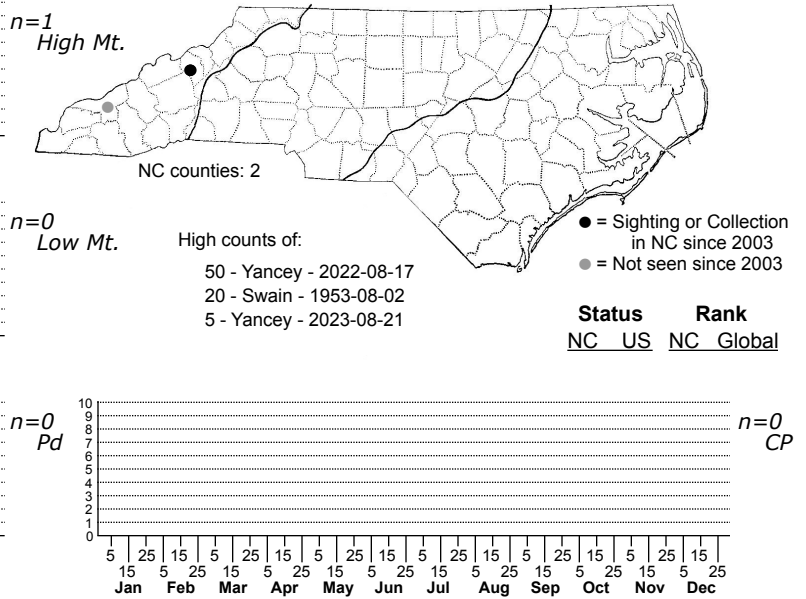 n=1
High Mt.
NC counties: 2
n=0
Low Mt.
High counts of:
50 - Yancey - 2022-08-17
20 - Swain - 1953-08-02
5 - Yancey - 2023-08-21
● = Sighting or Collection
in NC since 2003
● = Not seen since 2003
Status Rank
NC US NC Global
n=0
Pd
n=0
CP
10
9
8
7
6
5
4
3
2
1
0
5 25 15 5 25 15 5 25 15 5 25 15 5 25 15 5 25 15
15 5 25 15 5 25 15 5 25 15 5 25 15 5 25 15 5 25
Jan Feb Mar Apr May Jun Jul Aug Sep Oct Nov Dec